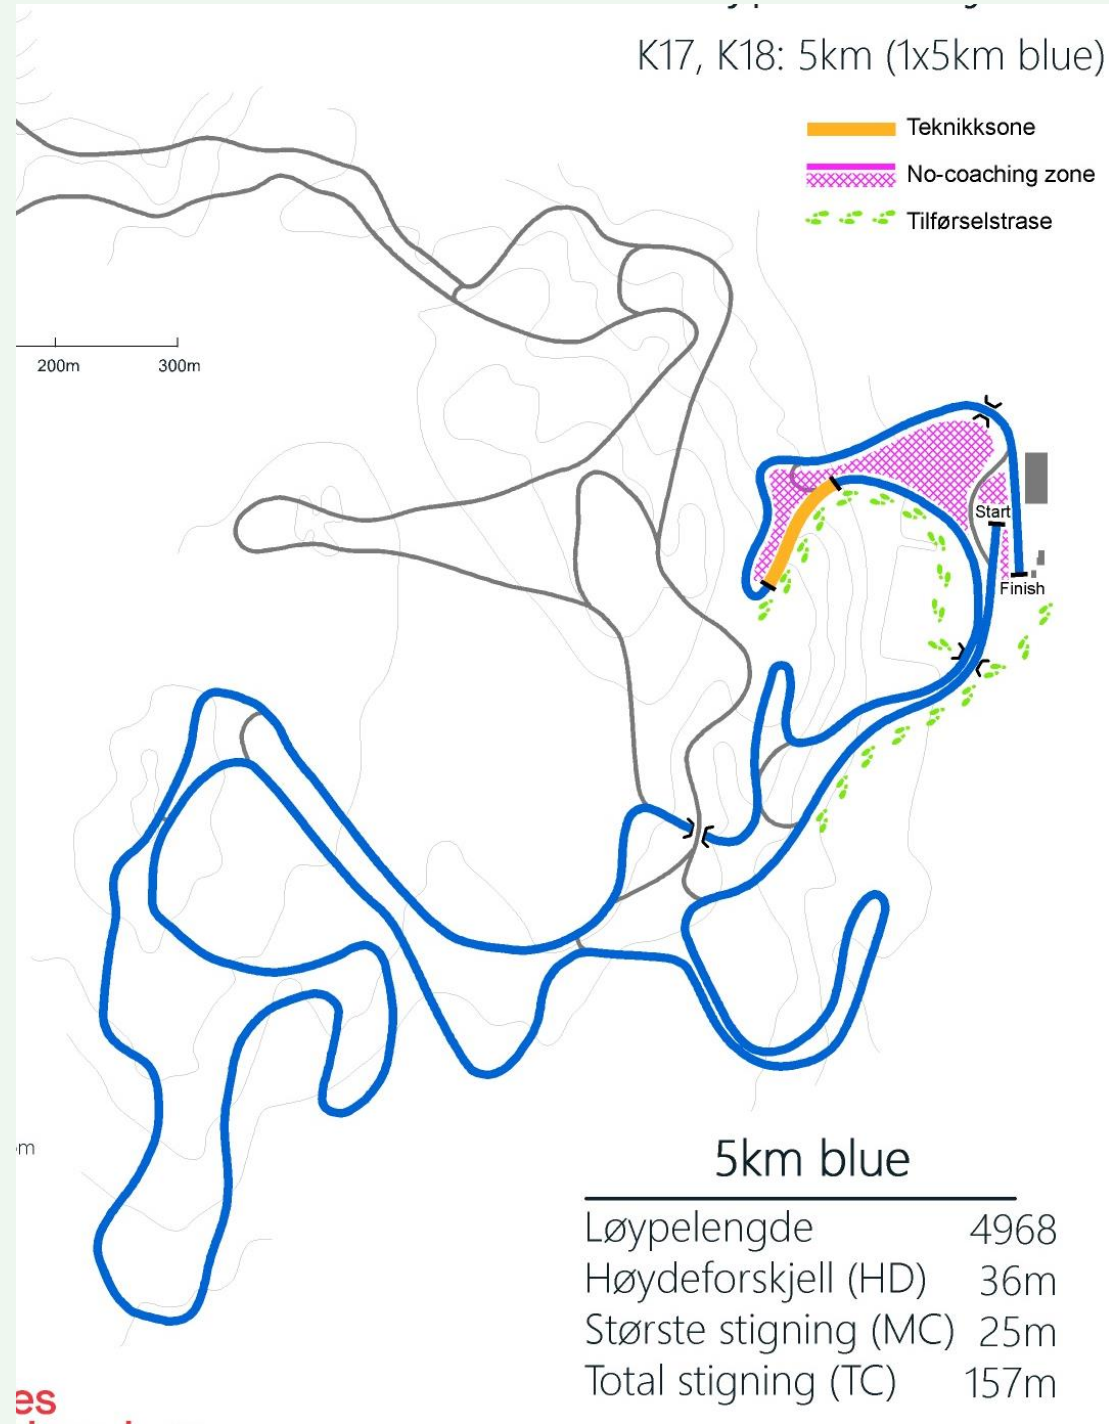 K17, K18: 5km (1x5km blue)
Teknikksone
No-coaching zone
Tilførselstrase
200m 300m
Start
Finish
5km blue
Løypelengde 4968
Høydeforskjell (HD) 36m
Største stigning (MC) 25m
Total stigning (TC) 157m